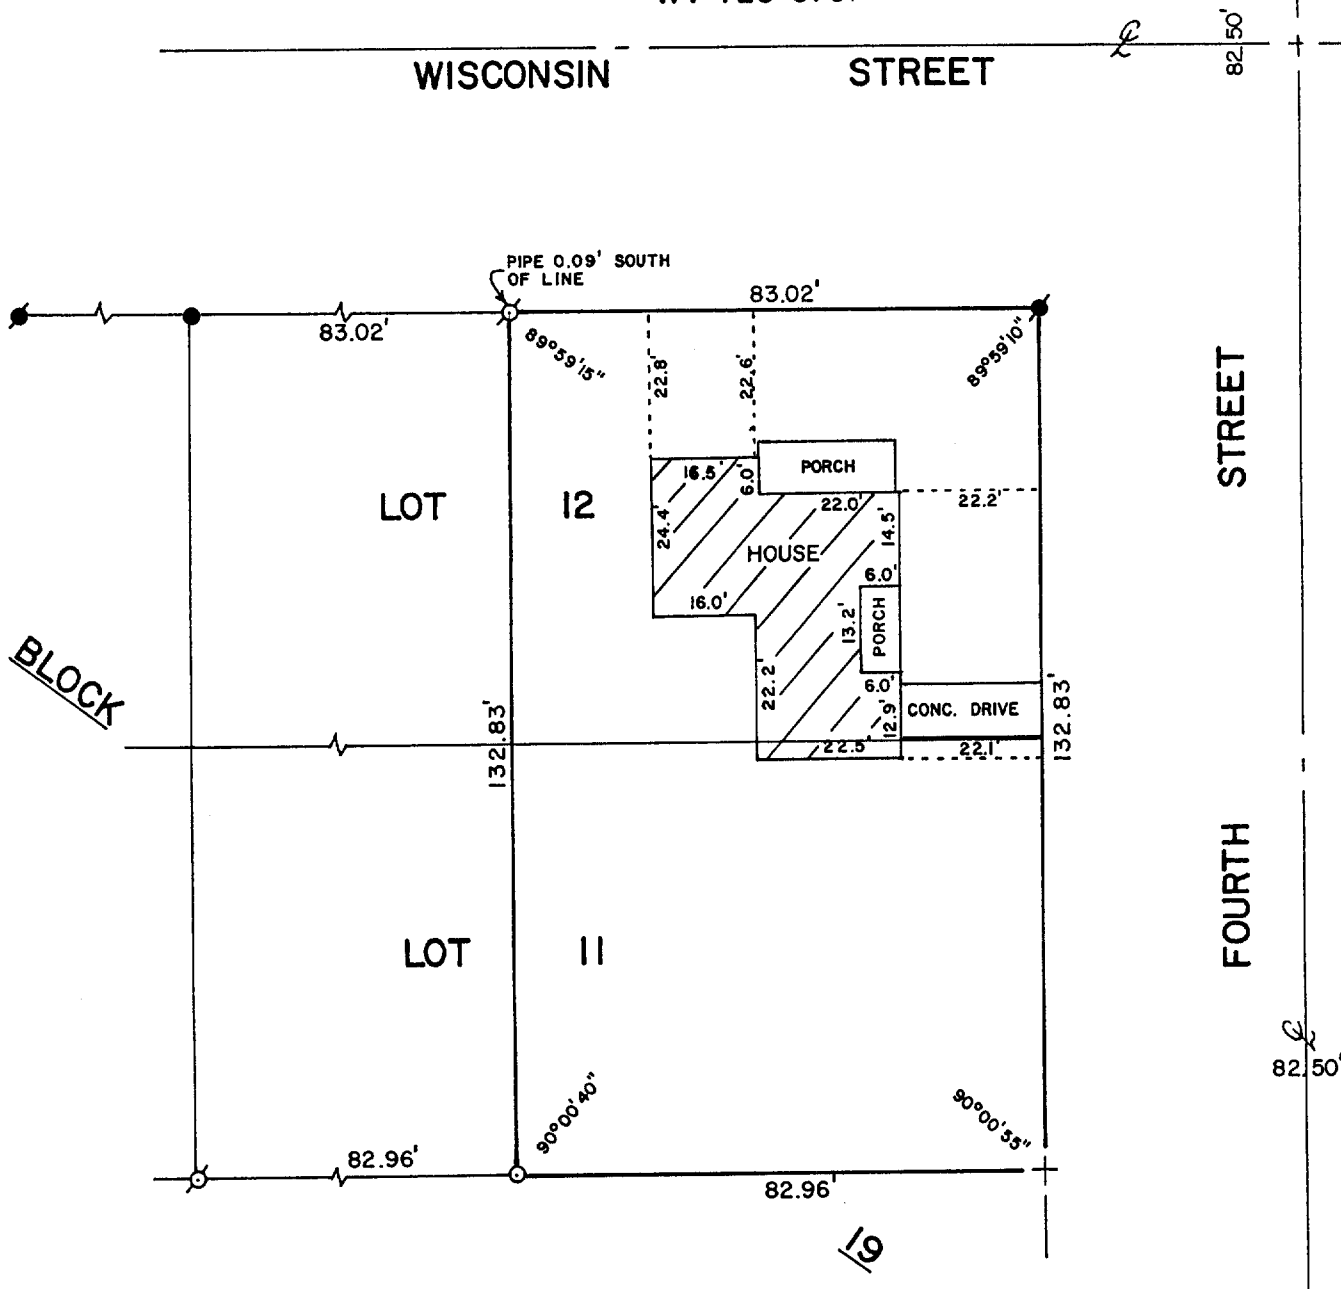 82.50'
WISCONSIN STREET
PIPE 0.09' SOUTH
OF LINE
83.02'
83.02'
89°59'15"
89°59'10"
22.8'
22.6'
STREET
16.5'
6.0'
PORCH
22.0'
22.2'
LOT 12
24.4'
14.5'
HOUSE
6.0'
16.0'
13.2'
PORCH
BLOCK
22.2'
6.0'
12.9'
CONC. DRIVE
132.83'
132.83'
22.5'
22.1'
FOURTH
LOT 11
82.50'
90°00'40"
90°00'55"
82.96'
82.96'
19